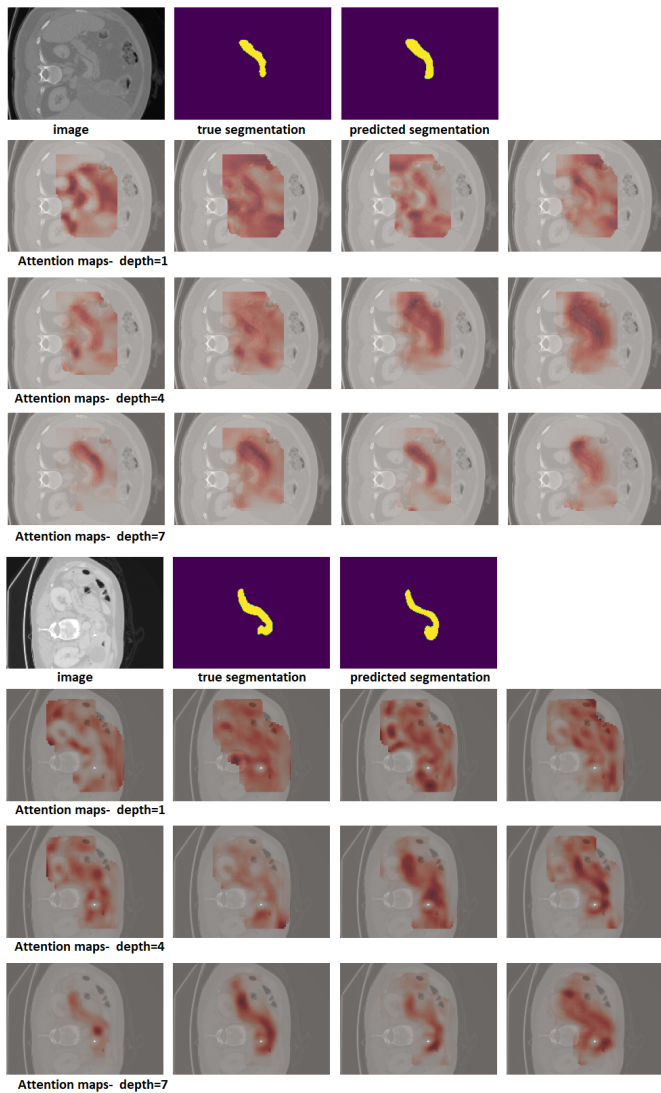 image true segmentation predicted segmentation
Attention maps- depth=1
Attention maps- depth=4
Attention maps- depth=7
image true segmentation predicted segmentation
Attention maps- depth=1
Attention maps- depth=4
Attention maps- depth=7